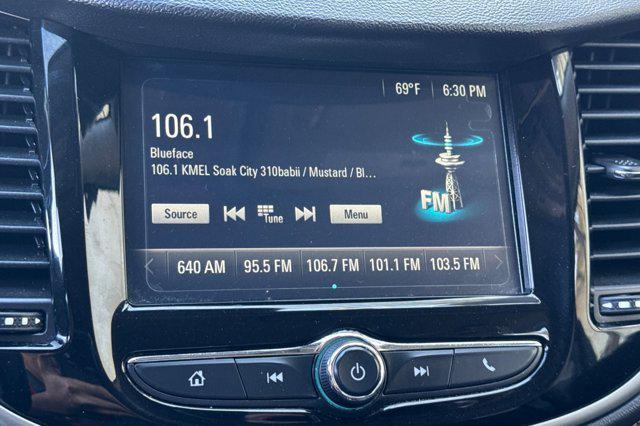 69°F 6:30 PM
106.1
Blueface
106.1 KMEL Soak City 310babii / Mustard / Bl...
FM
Source Tune Menu
640 AM 95.5 FM 106.7 FM 101.1 FM 103.5 FM